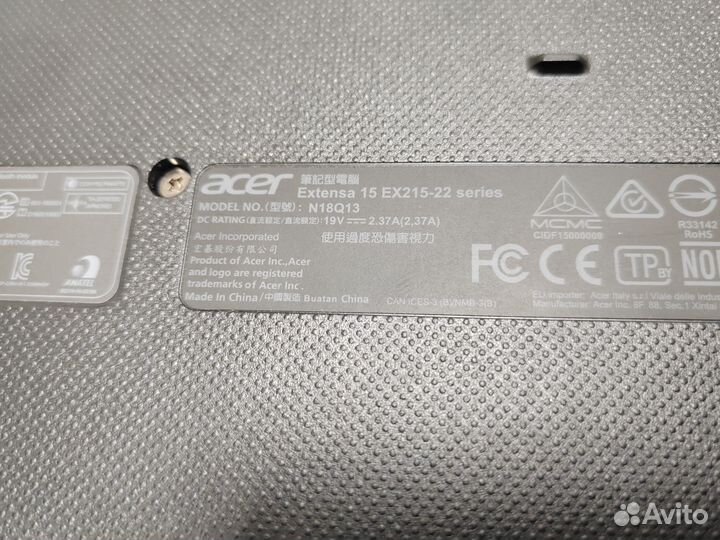 acer
筆記型電腦
Extensa 15 EX215-22 series
MODEL NO.(型號): N18Q13
DC RATING(直流額定/直流额定):19V⎓2.37A(2,37A)
Acer Incorporated 使用過度恐傷害視力
宏碁股份有限公司
Product of Acer Inc.,Acer
and logo are registered
trademarks of Acer Inc.
Made in China/中國製造 Buatan China
CAN ICES-3 (B)/NMB-3(B)
MCMC
CIDF15000009
R33142
RoHS
FC CE
TP BY
NOM
EU importer: Acer Italy s.r.l Viale delle Indu
Manufacturer: Acer Inc. 8F, 88, Sec.1 Xintai
ANATEL
Avito